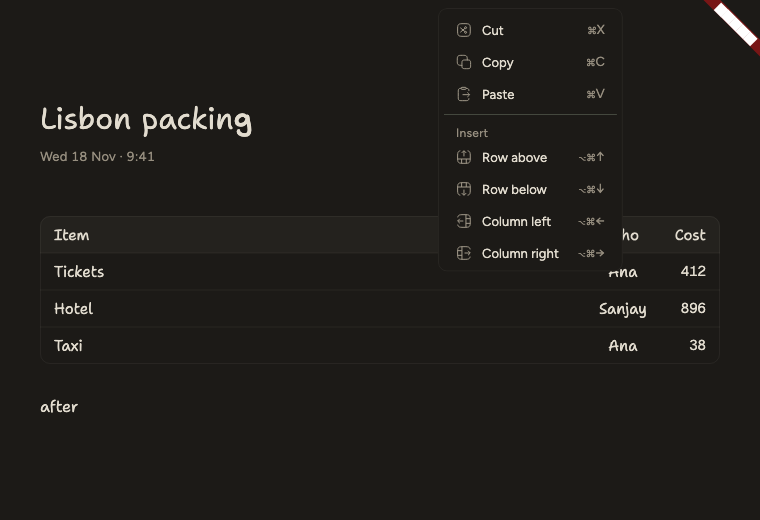 Cut ⌘X
Copy ⌘C
Paste ⌘V
Insert
Row above ⌥⌘↑
Row below ⌥⌘↓
Column left ⌥⌘←
Column right ⌥⌘→
Lisbon packing
Wed 18 Nov · 9:41
Item Cost
Tickets Ana 412
Hotel Sanjay 896
Taxi Ana 38
after